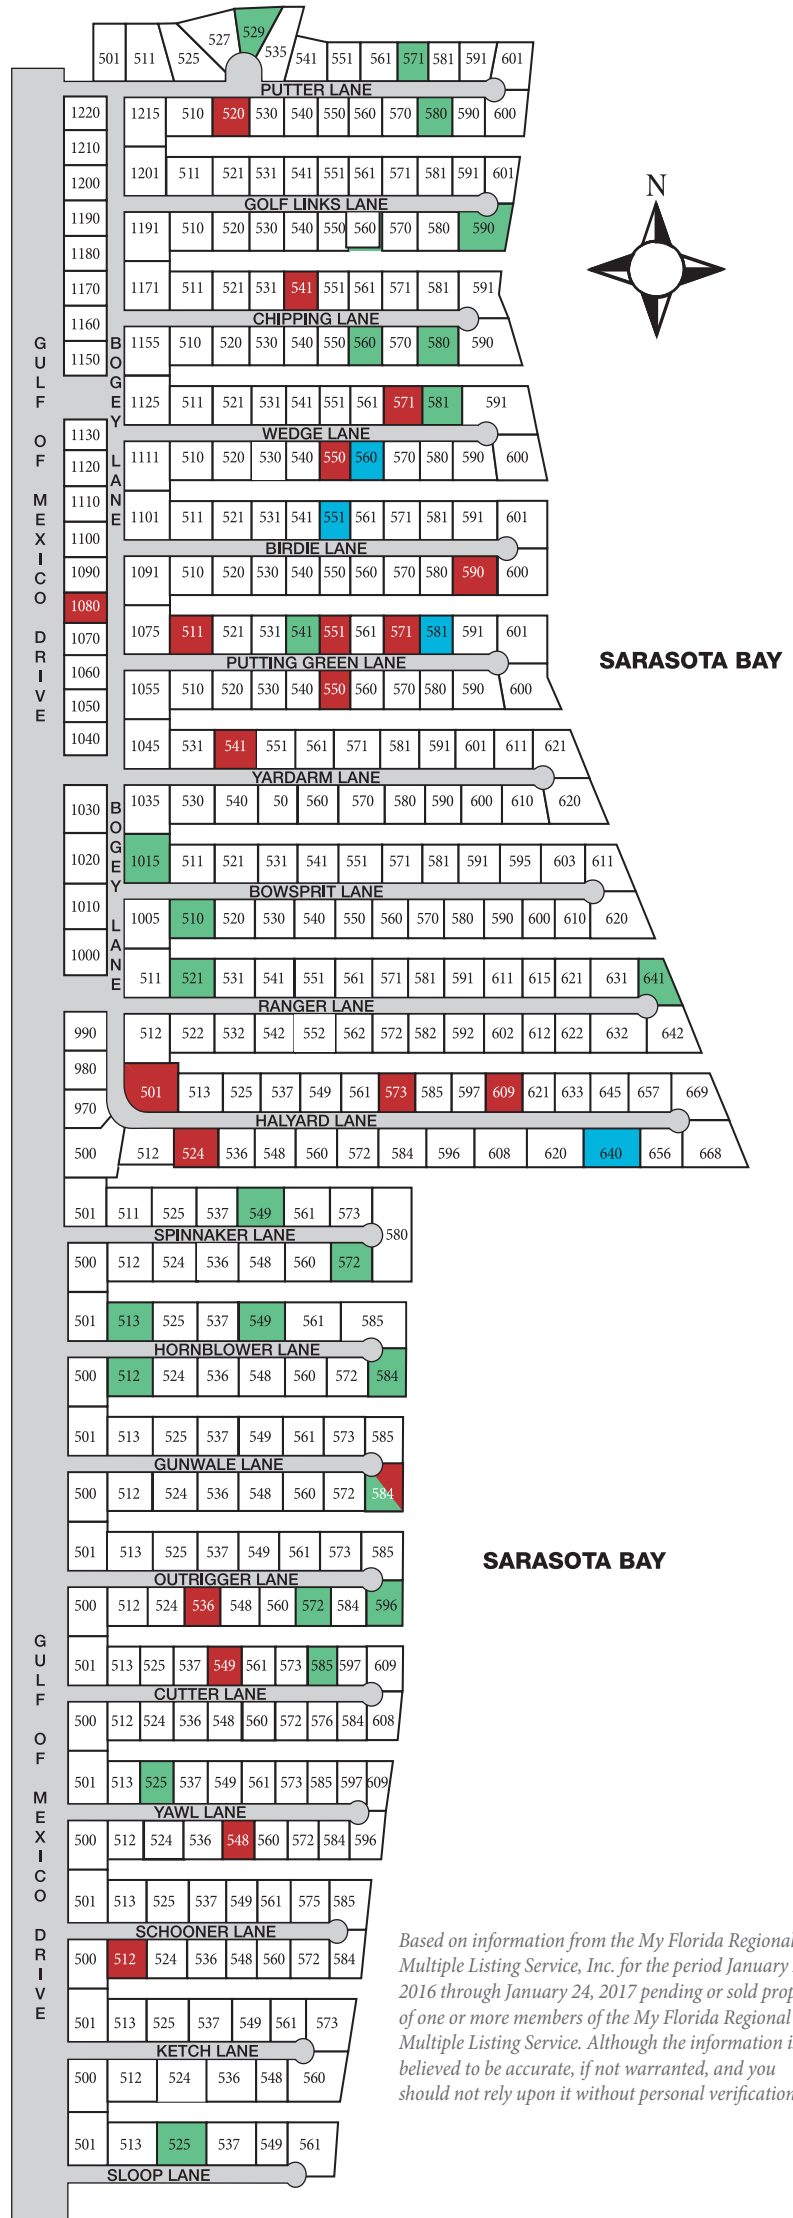 501 511 525 527 529 535 541 551 561 571 581 591 601
PUTTER LANE
1220 1215 510 520 530 540 550 560 570 580 590 600
1210
1200 1201 511 521 531 541 551 561 571 581 591 601
GOLF LINKS LANE
1190 1191 510 520 530 540 550 560 570 580 590
1180
1170 1171 511 521 531 541 551 561 571 581 591
CHIPPING LANE
1160
1150 1155 510 520 530 540 550 560 570 580 590
N
GULF OF MEXICO DRIVE
BOGEY LANE
1125 511 521 531 541 551 561 571 581 591
WEDGE LANE
1130
1120 1111 510 520 530 540 550 560 570 580 590 600
1110
1100 1101 511 521 531 541 551 561 571 581 591 601
BIRDIE LANE
1090 1091 510 520 530 540 550 560 570 580 590 600
1080
1070 1075 511 521 531 541 551 561 571 581 591 601
PUTTING GREEN LANE
SARASOTA BAY
1060
1050 1055 510 520 530 540 550 560 570 580 590 600
1040 1045 531 541 551 561 571 581 591 601 611 621
YARDARM LANE
1030 1035 530 540 50 560 570 580 590 600 610 620
BOGEY LANE
1020 1015 511 521 531 541 551 571 581 591 595 603 611
BOWSPRIT LANE
1010 1005 510 520 530 540 550 560 570 580 590 600 610 620
1000 511 521 531 541 551 561 571 581 591 611 615 621 631 641
RANGER LANE
990 512 522 532 542 552 562 572 582 592 602 612 622 632 642
980
970 501 513 525 537 549 561 573 585 597 609 621 633 645 657 669
HALYARD LANE
500 512 524 536 548 560 572 584 596 608 620 640 656 668
501 511 525 537 549 561 573 580
SPINNAKER LANE
500 512 524 536 548 560 572
501 513 525 537 549 561 585
HORNBLOWER LANE
500 512 524 536 548 560 572 584
501 513 525 537 549 561 573 585
GUNWALE LANE
500 512 524 536 548 560 572 584
501 513 525 537 549 561 573 585
OUTRIGGER LANE
SARASOTA BAY
500 512 524 536 548 560 572 584 596
GULF OF MEXICO DRIVE
501 513 525 537 549 561 573 585 597 609
CUTTER LANE
500 512 524 536 548 560 572 576 584 608
501 513 525 537 549 561 573 585 597 609
YAWL LANE
500 512 524 536 548 560 572 584 596
501 513 525 537 549 561 575 585
SCHOONER LANE
500 512 524 536 548 560 572 584
501 513 525 537 549 561 573
KETCH LANE
500 512 524 536 548 560
501 513 525 537 549 561
SLOOP LANE
Based on information from the My Florida Regional
Multiple Listing Service, Inc. for the period January
2016 through January 24, 2017 pending or sold prop
of one or more members of the My Florida Regional
Multiple Listing Service. Although the information i
believed to be accurate, if not warranted, and you
should not rely upon it without personal verification